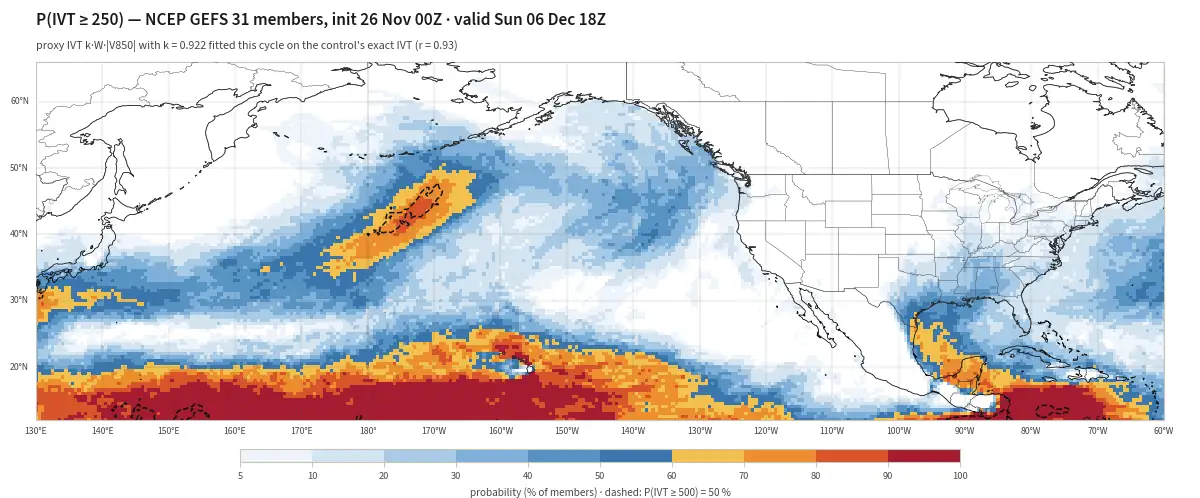 P(IVT ≥ 250) — NCEP GEFS 31 members, init 26 Nov 00Z · valid Sun 06 Dec 18Z
proxy IVT k·W·|V850| with k = 0.922 fitted this cycle on the control's exact IVT (r = 0.93)
60°N
50°N
40°N
30°N
20°N
130°E 140°E 150°E 160°E 170°E 180° 170°W 160°W 150°W 140°W 130°W 120°W 110°W 100°W 90°W 80°W 70°W 60°W
5 10 20 30 40 50 60 70 80 90 100
probability (% of members) · dashed: P(IVT ≥ 500) = 50 %